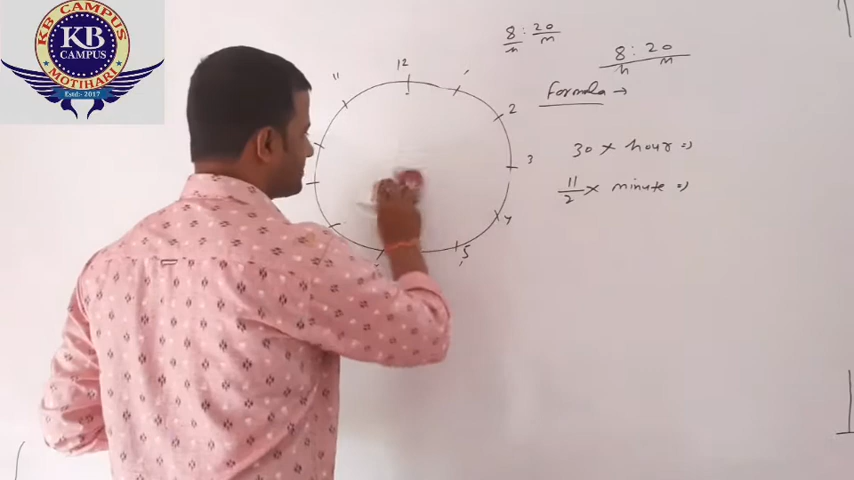 KB CAMPUS
KB
CAMPUS
MOTIHARI
Estd:- 2017
8 : 20
h m
8 : 20
h m
Formula →
30 × hour ⇒
11/2 × minute ⇒
12
11
1
2
3
4
5